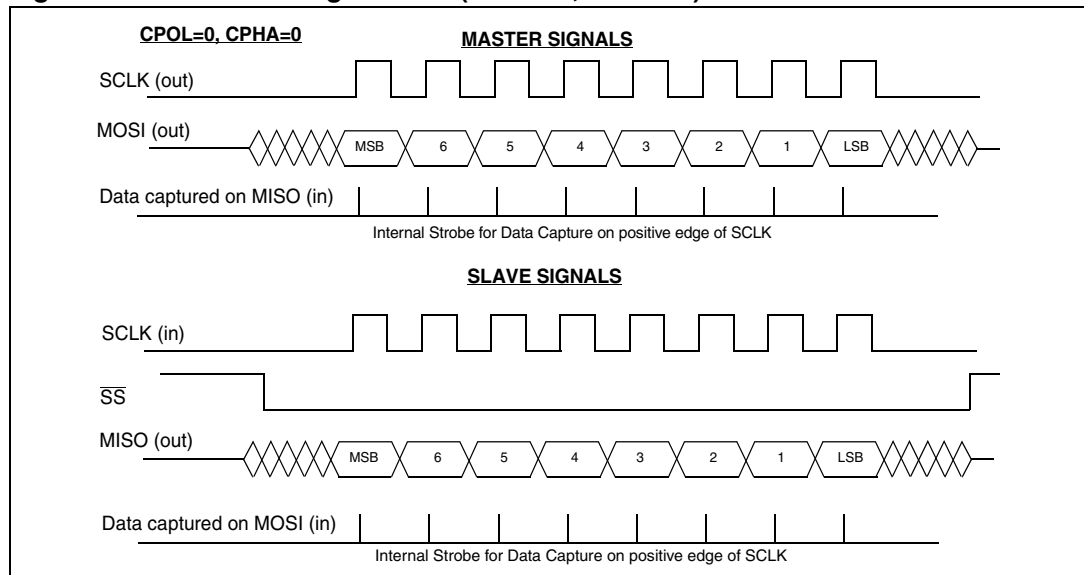 CPOL=0, CPHA=0
MASTER SIGNALS
SCLK (out)
MOSI (out)
MSB 6 5 4 3 2 1 LSB
Data captured on MISO (in)
Internal Strobe for Data Capture on positive edge of SCLK
SLAVE SIGNALS
SCLK (in)
SS
MISO (out)
MSB 6 5 4 3 2 1 LSB
Data captured on MOSI (in)
Internal Strobe for Data Capture on positive edge of SCLK